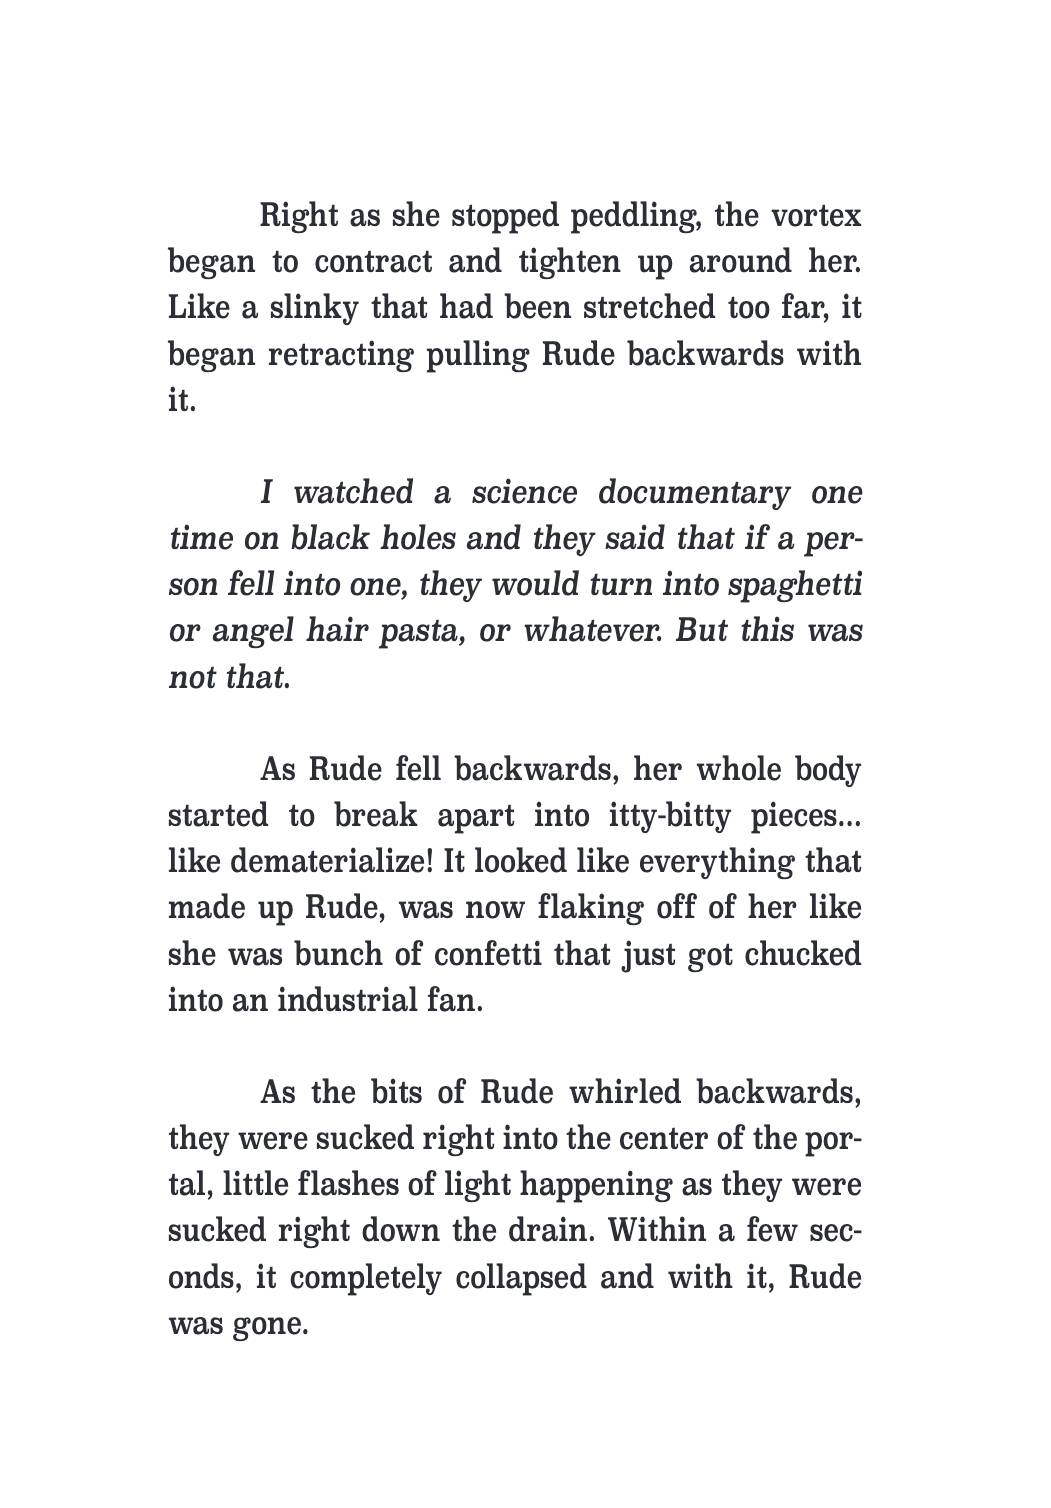 Right as she stopped peddling, the vortex
began to contract and tighten up around her.
Like a slinky that had been stretched too far, it
began retracting pulling Rude backwards with
it.
I watched a science documentary one
time on black holes and they said that if a per-
son fell into one, they would turn into spaghetti
or angel hair pasta, or whatever. But this was
not that.
As Rude fell backwards, her whole body
started to break apart into itty-bitty pieces...
like dematerialize! It looked like everything that
made up Rude, was now flaking off of her like
she was bunch of confetti that just got chucked
into an industrial fan.
As the bits of Rude whirled backwards,
they were sucked right into the center of the por-
tal, little flashes of light happening as they were
sucked right down the drain. Within a few sec-
onds, it completely collapsed and with it, Rude
was gone.